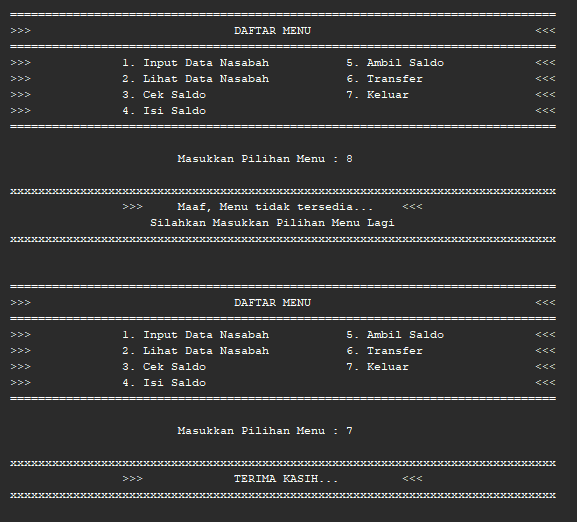 ==============================================================================
>>>                             DAFTAR MENU                                <<<
==============================================================================
>>>             1. Input Data Nasabah           5. Ambil Saldo             <<<
>>>             2. Lihat Data Nasabah           6. Transfer                <<<
>>>             3. Cek Saldo                    7. Keluar                  <<<
>>>             4. Isi Saldo                                               <<<
==============================================================================
Masukkan Pilihan Menu : 8
xxxxxxxxxxxxxxxxxxxxxxxxxxxxxxxxxxxxxxxxxxxxxxxxxxxxxxxxxxxxxxxxxxxxxxxxxxxxxx
>>>     Maaf, Menu tidak tersedia...    <<<
Silahkan Masukkan Pilihan Menu Lagi
xxxxxxxxxxxxxxxxxxxxxxxxxxxxxxxxxxxxxxxxxxxxxxxxxxxxxxxxxxxxxxxxxxxxxxxxxxxxxx
==============================================================================
>>>                             DAFTAR MENU                                <<<
==============================================================================
>>>             1. Input Data Nasabah           5. Ambil Saldo             <<<
>>>             2. Lihat Data Nasabah           6. Transfer                <<<
>>>             3. Cek Saldo                    7. Keluar                  <<<
>>>             4. Isi Saldo                                               <<<
==============================================================================
Masukkan Pilihan Menu : 7
xxxxxxxxxxxxxxxxxxxxxxxxxxxxxxxxxxxxxxxxxxxxxxxxxxxxxxxxxxxxxxxxxxxxxxxxxxxxxx
>>>             TERIMA KASIH...         <<<
xxxxxxxxxxxxxxxxxxxxxxxxxxxxxxxxxxxxxxxxxxxxxxxxxxxxxxxxxxxxxxxxxxxxxxxxxxxxxx